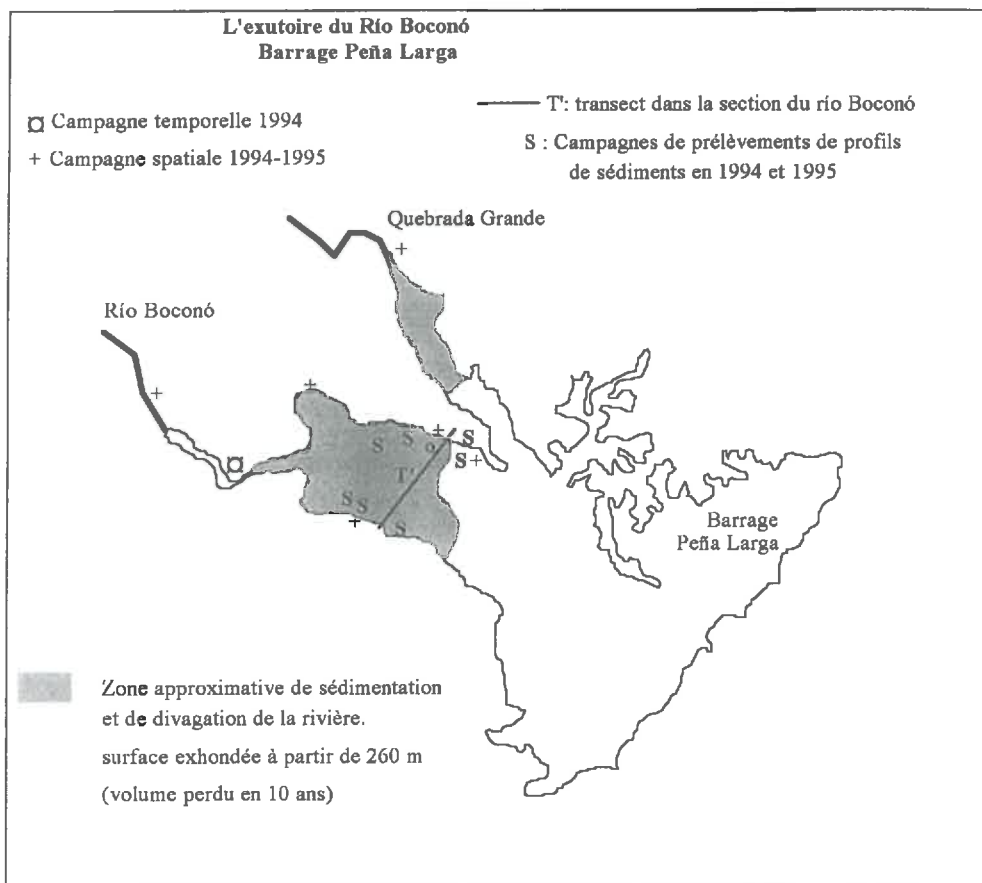 L'exutoire du Río Boconó
Barrage Peña Larga
¤ Campagne temporelle 1994
+ Campagne spatiale 1994-1995
T': transect dans la section du río Boconó
S : Campagnes de prélèvements de profils
de sédiments en 1994 et 1995
Quebrada Grande
+
Río Boconó
+
+
+
S
S
S
o
S+
T'
S
S
S
+
Barrage
Peña Larga
Zone approximative de sédimentation
et de divagation de la rivière.
surface exhondée à partir de 260 m
(volume perdu en 10 ans)